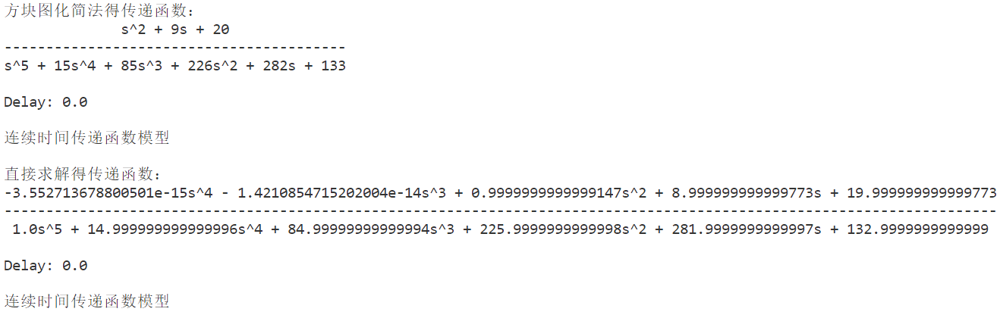 方块图化简法得传递函数：
s^2 + 9s + 20
-----------------------------------------
s^5 + 15s^4 + 85s^3 + 226s^2 + 282s + 133
Delay: 0.0
连续时间传递函数模型
直接求解得传递函数：
-3.552713678800501e-15s^4 - 1.4210854715202004e-14s^3 + 0.9999999999999147s^2 + 8.999999999999773s + 19.999999999999773
-----------------------------------------------------------------------------------------------------------------------
1.0s^5 + 14.999999999999996s^4 + 84.99999999999994s^3 + 225.9999999999998s^2 + 281.9999999999997s + 132.9999999999999
Delay: 0.0
连续时间传递函数模型